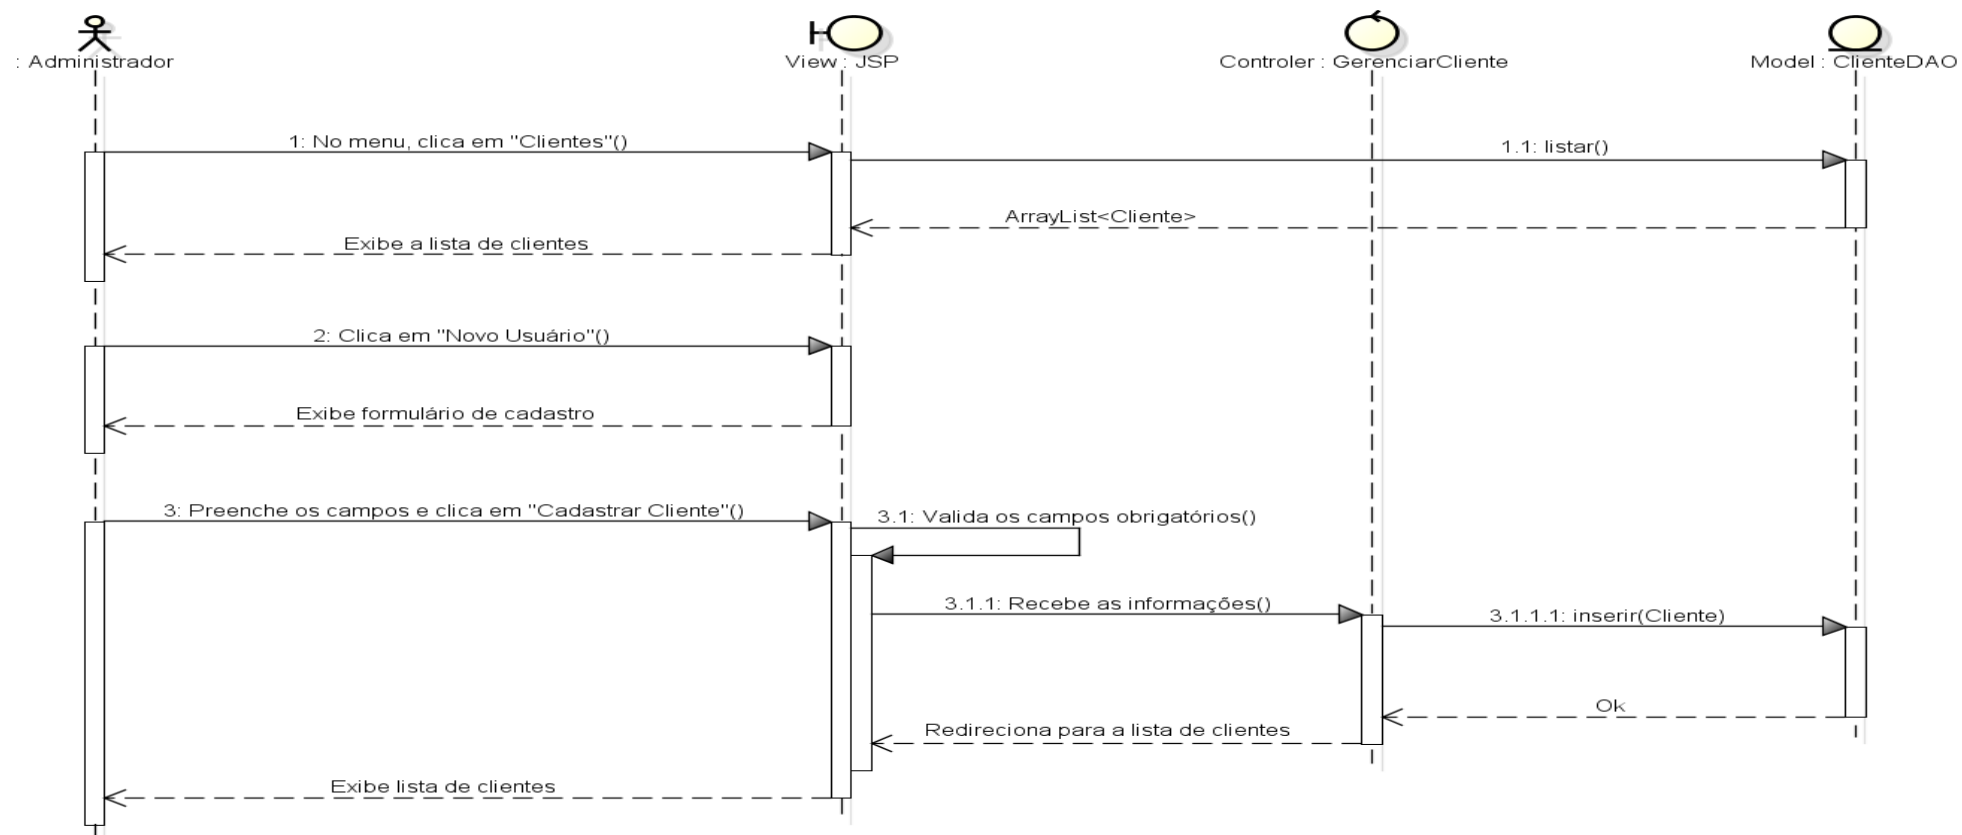 : Administrador
View : JSP
Controler : GerenciarCliente
Model : ClienteDAO
1: No menu, clica em "Clientes"()
1.1: listar()
ArrayList<Cliente>
Exibe a lista de clientes
2: Clica em "Novo Usuário"()
Exibe formulário de cadastro
3: Preenche os campos e clica em "Cadastrar Cliente"()
3.1: Valida os campos obrigatórios()
3.1.1: Recebe as informações()
3.1.1.1: inserir(Cliente)
Ok
Redireciona para a lista de clientes
Exibe lista de clientes